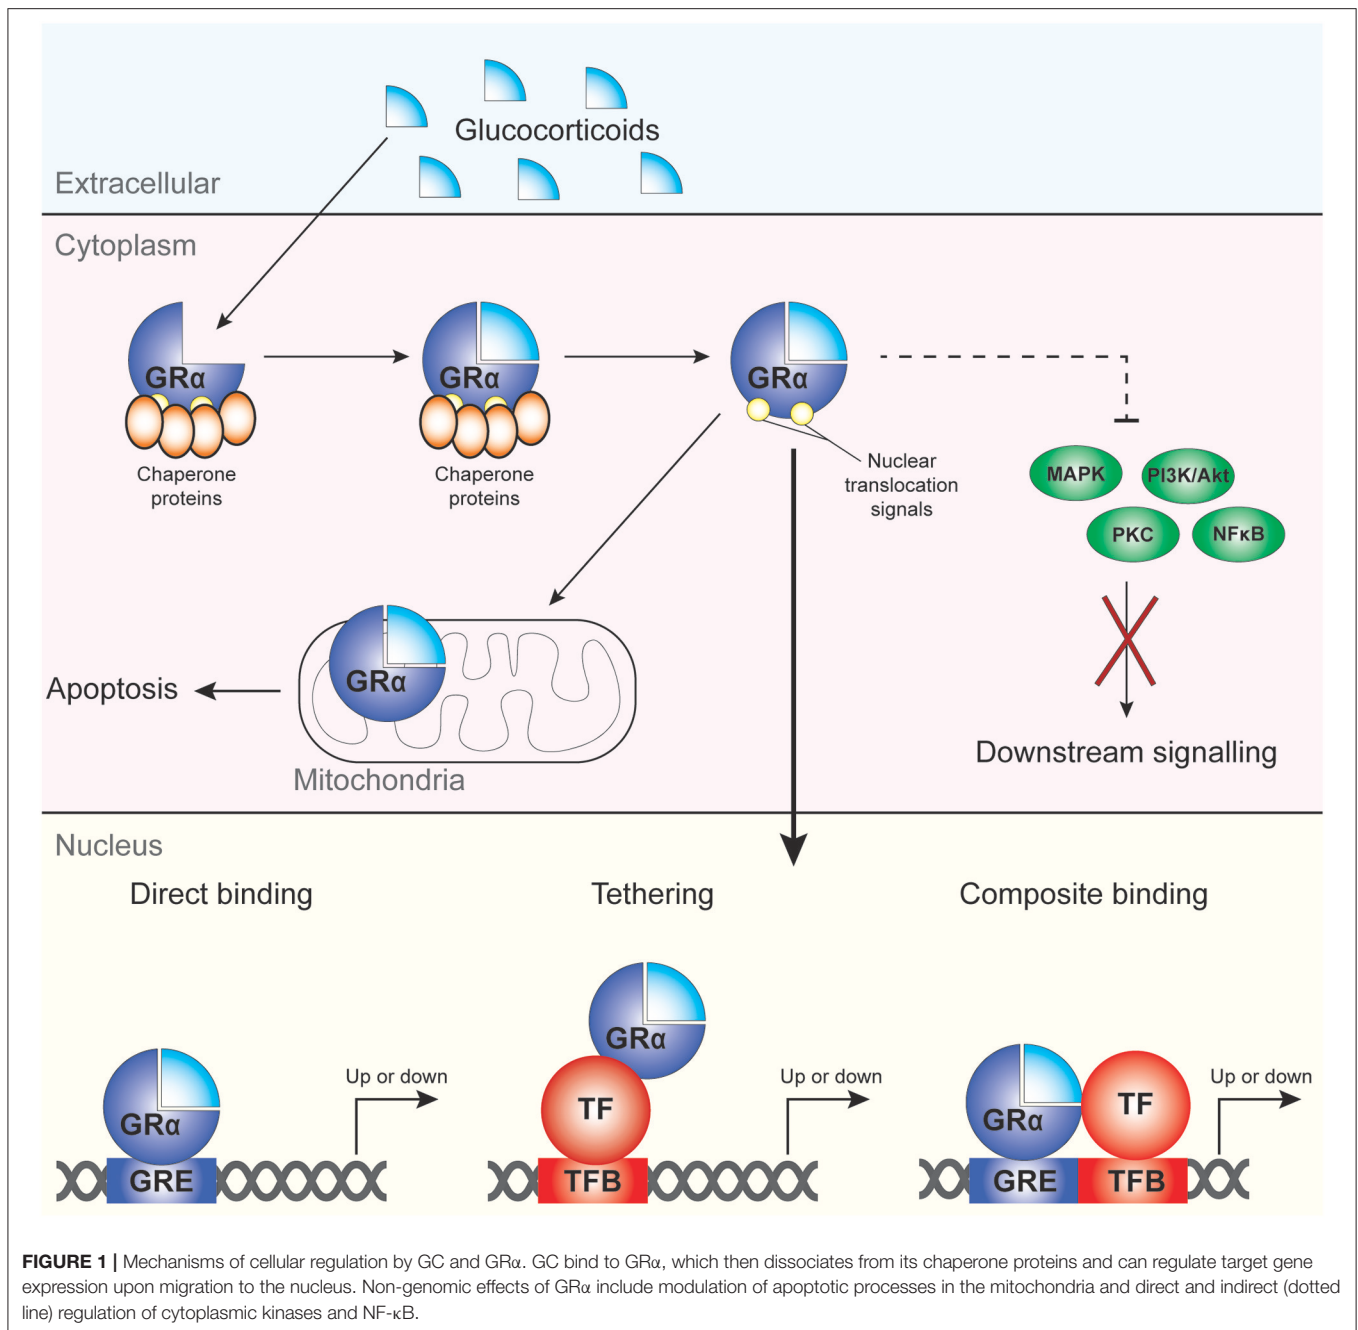 Glucocorticoids
Extracellular
Cytoplasm
GRα
GRα
GRα
Chaperone
proteins
Chaperone
proteins
Nuclear
translocation
signals
MAPK
PI3K/Akt
PKC
NFκB
GRα
Apoptosis
Mitochondria
Downstream signalling
Nucleus
Direct binding
Tethering
Composite binding
GRα
Up or down
GRE
GRα
TF
Up or down
TFB
GRα
TF
Up or down
GRE
TFB
FIGURE 1 | Mechanisms of cellular regulation by GC and GRα. GC bind to GRα, which then dissociates from its chaperone proteins and can regulate target gene
expression upon migration to the nucleus. Non-genomic effects of GRα include modulation of apoptotic processes in the mitochondria and direct and indirect (dotted
line) regulation of cytoplasmic kinases and NF-κB.